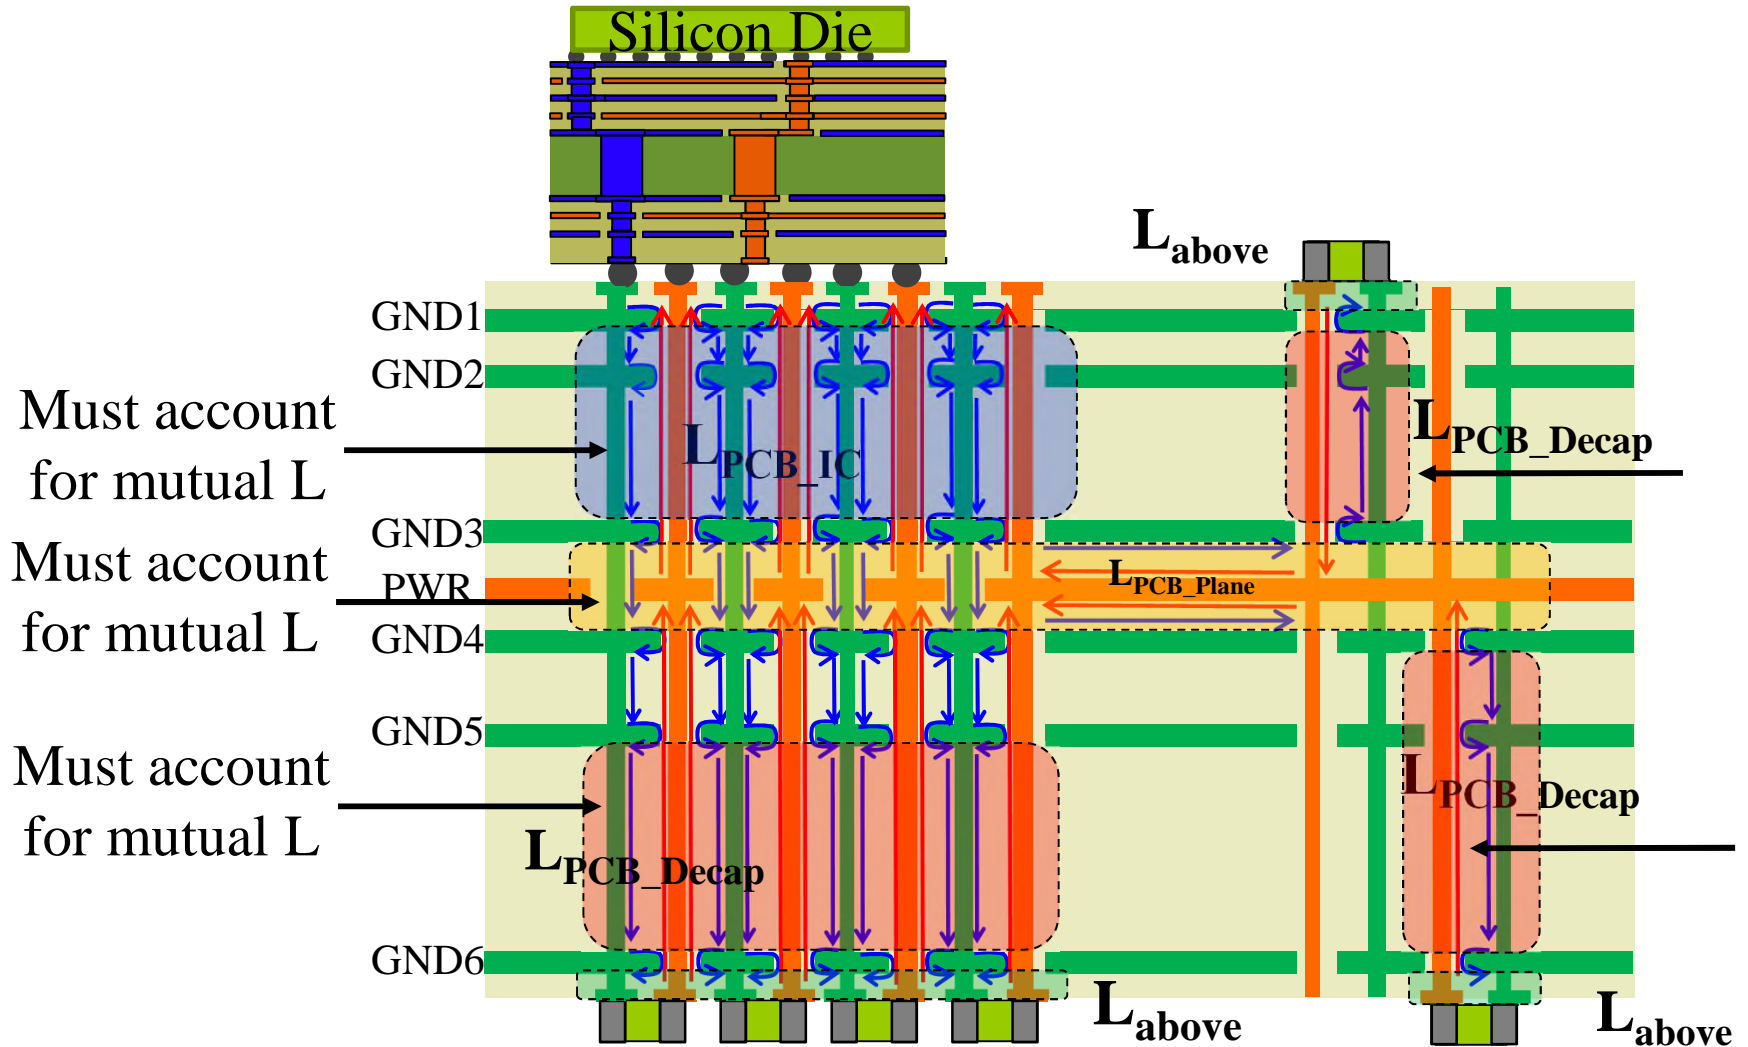 Silicon Die
L_above
GND1
GND2
Must account
for mutual L
L_PCB_IC
L_PCB_Decap
GND3
Must account
for mutual L
PWR
L_PCB_Plane
GND4
GND5
Must account
for mutual L
L_PCB_Decap
L_PCB_Decap
GND6
L_above
L_above